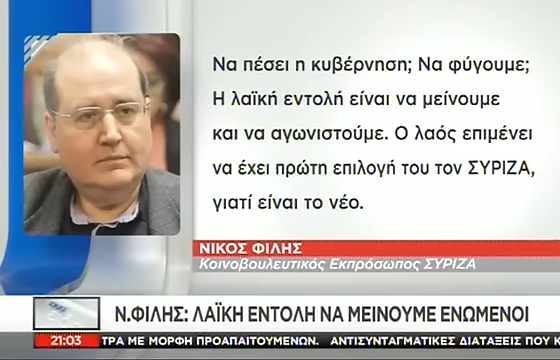 Να πέσει η κυβέρνηση; Να φύγουμε;
Η λαϊκή εντολή είναι να μείνουμε
και να αγωνιστούμε. Ο λαός επιμένει
να έχει πρώτη επιλογή του τον ΣΥΡΙΖΑ,
γιατί είναι το νέο.
ΝΙΚΟΣ ΦΙΛΗΣ
Κοινοβουλευτικός Εκπρόσωπος ΣΥΡΙΖΑ
Ν.ΦΙΛΗΣ: ΛΑΪΚΗ ΕΝΤΟΛΗ ΝΑ ΜΕΙΝΟΥΜΕ ΕΝΩΜΕΝΟΙ
21:03 ΤΡΑ ΜΕ ΜΟΡΦΗ ΠΡΟΑΠΑΙΤΟΥΜΕΝΩΝ. ΑΝΤΙΣΥΝΤΑΓΜΑΤΙΚΕΣ ΔΙΑΤΑΞΕΙΣ ΠΟΥ